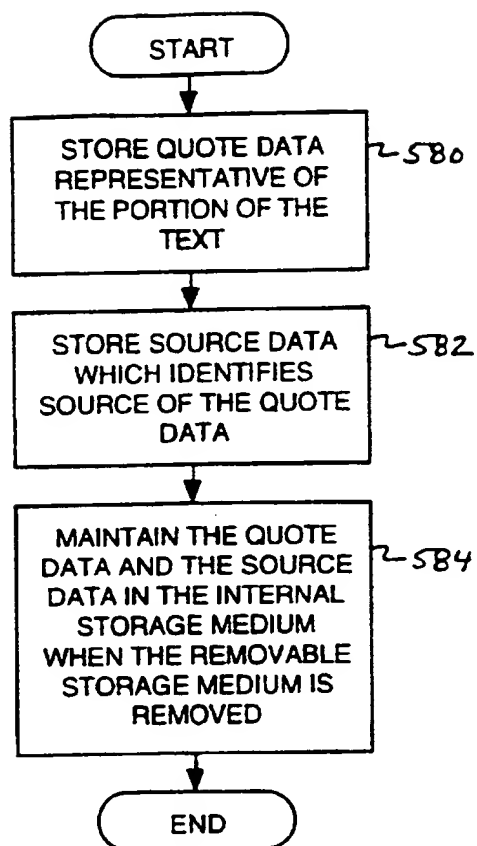 START
STORE QUOTE DATA
REPRESENTATIVE OF
THE PORTION OF THE
TEXT
580
STORE SOURCE DATA
WHICH IDENTIFIES
SOURCE OF THE QUOTE
DATA
582
MAINTAIN THE QUOTE
DATA AND THE SOURCE
DATA IN THE INTERNAL
STORAGE MEDIUM
WHEN THE REMOVABLE
STORAGE MEDIUM IS
REMOVED
584
END